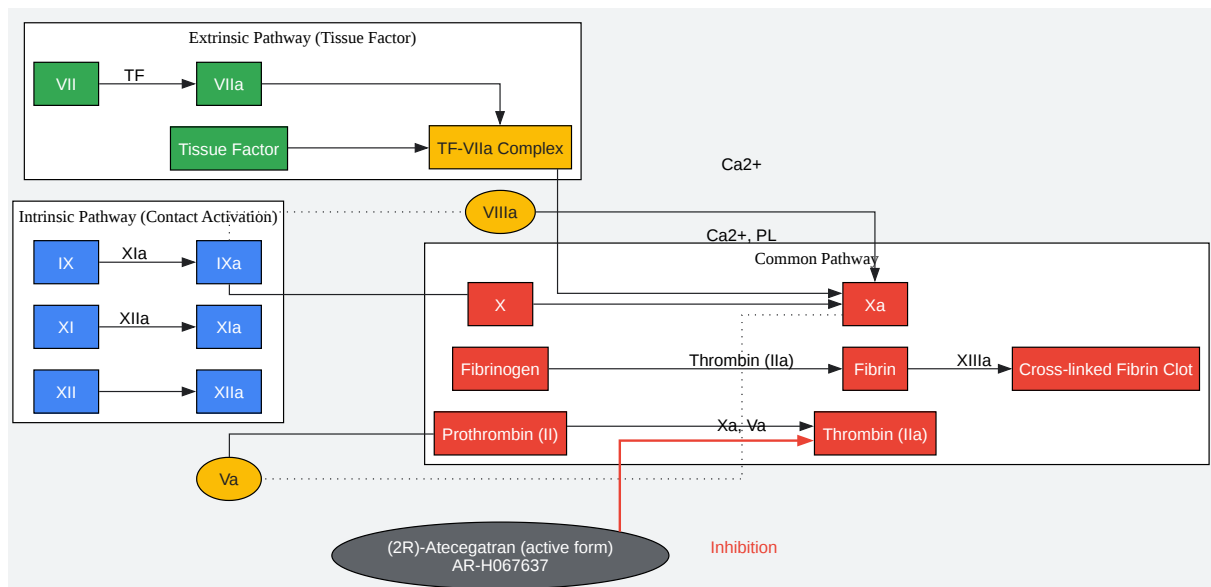 Extrinsic Pathway (Tissue Factor)
VII
TF
VIIa
Tissue Factor
TF-VIIa Complex
Ca2+
VIIIa
Intrinsic Pathway (Contact Activation)
IX
XIa
IXa
XI
XIIa
XIa
XII
XIIa
Ca2+, PL
Common Pathway
X
Xa
Fibrinogen
Thrombin (IIa)
Fibrin
XIIIa
Cross-linked Fibrin Clot
Prothrombin (II)
Xa, Va
Thrombin (IIa)
Va
(2R)-Atecegatran (active form)
AR-H067637
Inhibition